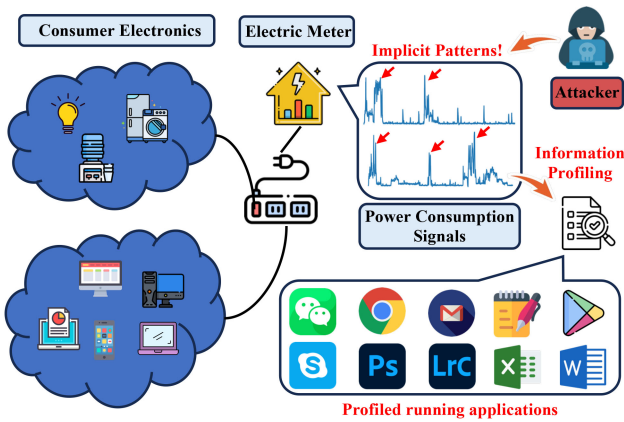 Consumer Electronics
Electric Meter
Implicit Patterns!
Attacker
Information
Profiling
Power Consumption
Signals
S
Ps
LrC
X
W
Profiled running applications